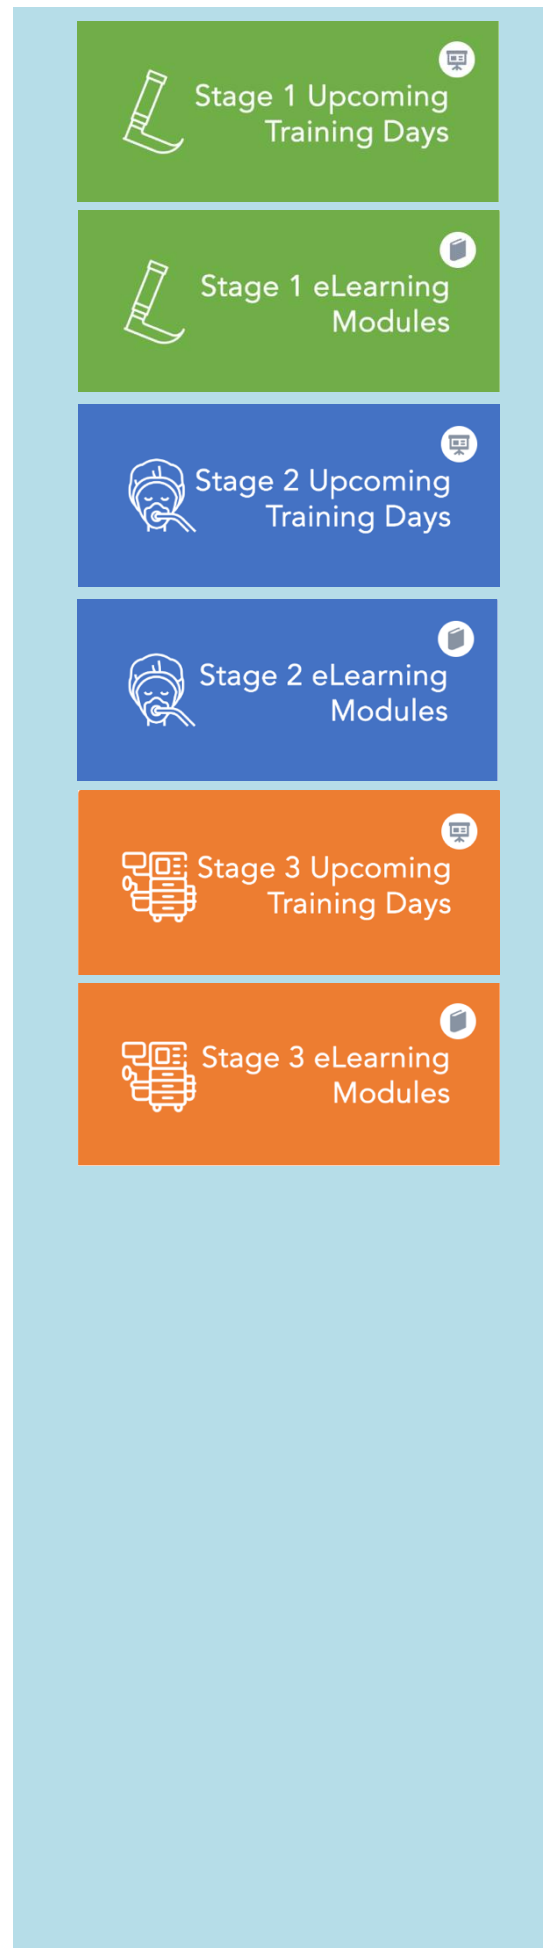 Stage 1 Upcoming
Training Days
Stage 1 eLearning
Modules
Stage 2 Upcoming
Training Days
Stage 2 eLearning
Modules
Stage 3 Upcoming
Training Days
Stage 3 eLearning
Modules